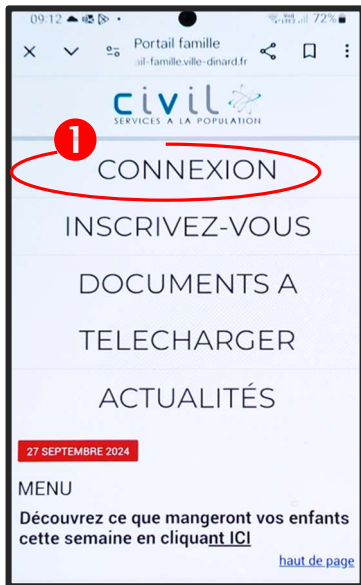 09:12
72%
Portail famille
ail-famille.ville-dinard.fr
civil
SERVICES A LA POPULATION
1
CONNEXION
INSCRIVEZ-VOUS
DOCUMENTS A
TELECHARGER
ACTUALITÉS
27 SEPTEMBRE 2024
MENU
Découvrez ce que mangeront vos enfants
cette semaine en cliquant ICI
haut de page